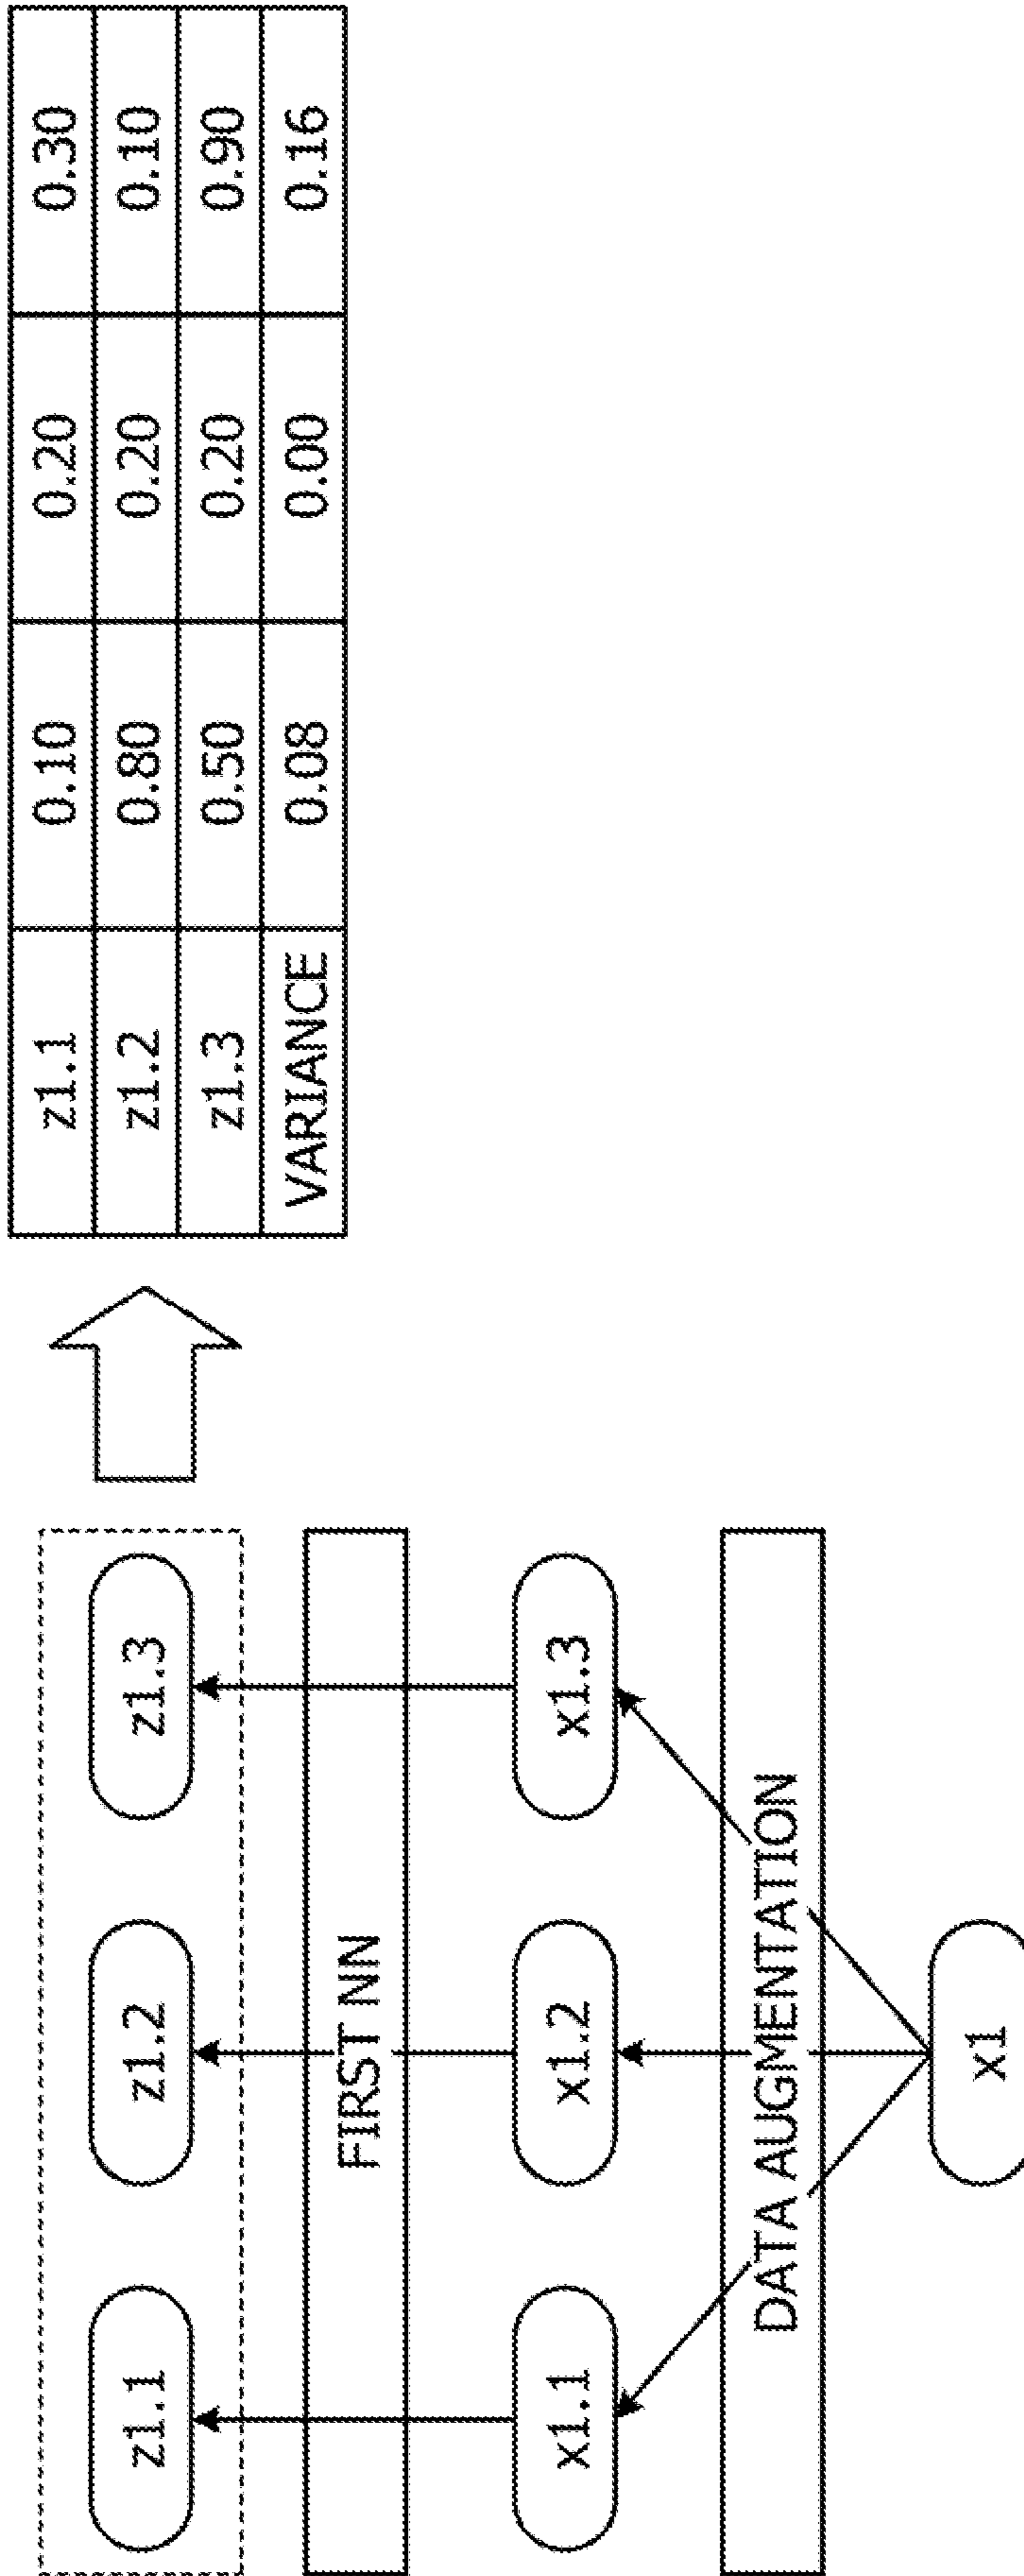 z1.1 z1.2 z1.3
FIRST NN
x1.1 x1.2 x1.3
DATA AUGMENTATION
x1
z1.1 0.10 0.20 0.30
z1.2 0.80 0.20 0.10
z1.3 0.50 0.20 0.90
VARIANCE 0.08 0.00 0.16